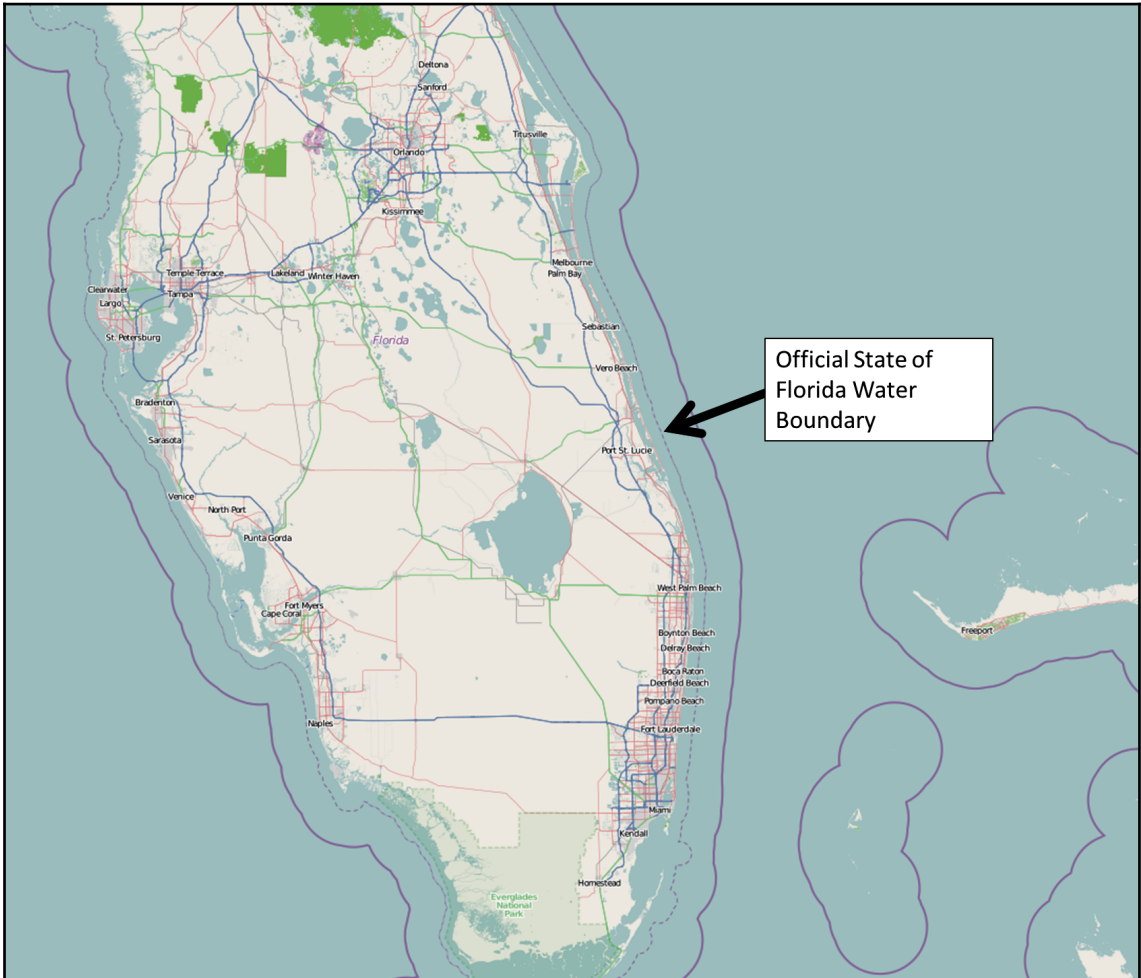 Deltona
Sanford
Titusville
Orlando
Kissimmee
Melbourne
Palm Bay
Temple Terrace
Lakeland
Winter Haven
Clearwater
Tampa
Largo
Sebastian
St. Petersburg
Florida
Official State of
Florida Water
Boundary
Vero Beach
Bradenton
Sarasota
Port St. Lucie
Venice
North Port
Punta Gorda
West Palm Beach
Fort Myers
Cape Coral
Freeport
Boynton Beach
Delray Beach
Boca Raton
Deerfield Beach
Pompano Beach
Naples
Fort Lauderdale
Miami
Kendall
Homestead
Everglades
National
Park